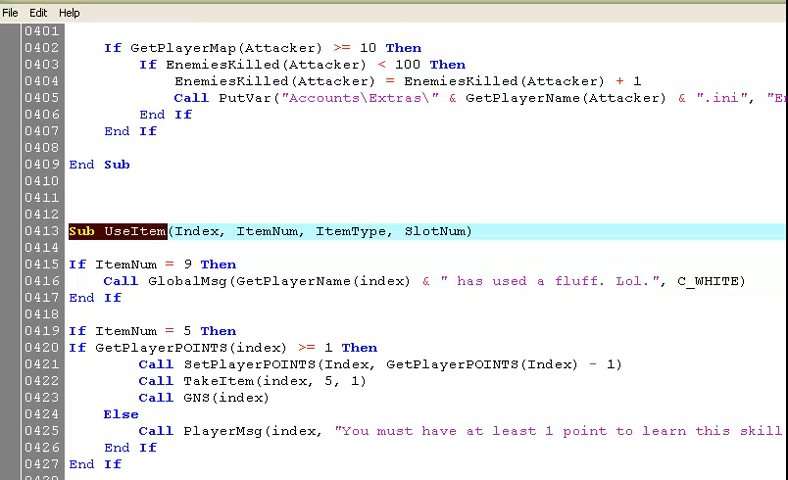 File Edit Help
0401
0402 If GetPlayerMap(Attacker) >= 10 Then
0403 If EnemiesKilled(Attacker) < 100 Then
0404 EnemiesKilled(Attacker) = EnemiesKilled(Attacker) + 1
0405 Call PutVar("Accounts\Extras\" & GetPlayerName(Attacker) & ".ini", "En
0406 End If
0407 End If
0408
0409 End Sub
0410
0411
0412
0413 Sub UseItem(Index, ItemNum, ItemType, SlotNum)
0414
0415 If ItemNum = 9 Then
0416 Call GlobalMsg(GetPlayerName(index) & " has used a fluff. Lol.", C_WHITE)
0417 End If
0418
0419 If ItemNum = 5 Then
0420 If GetPlayerPOINTS(index) >= 1 Then
0421 Call SetPlayerPOINTS(Index, GetPlayerPOINTS(Index) - 1)
0422 Call TakeItem(index, 5, 1)
0423 Call GNS(index)
0424 Else
0425 Call PlayerMsg(index, "You must have at least 1 point to learn this skill
0426 End If
0427 End If